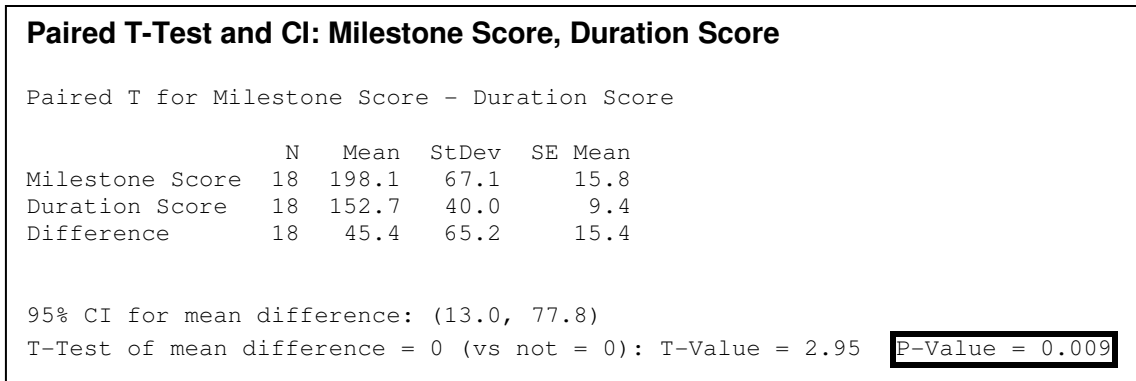 Paired T-Test and CI: Milestone Score, Duration Score
Paired T for Milestone Score - Duration Score
N Mean StDev SE Mean
Milestone Score 18 198.1 67.1 15.8
Duration Score 18 152.7 40.0 9.4
Difference 18 45.4 65.2 15.4
95% CI for mean difference: (13.0, 77.8)
T-Test of mean difference = 0 (vs not = 0): T-Value = 2.95 P-Value = 0.009